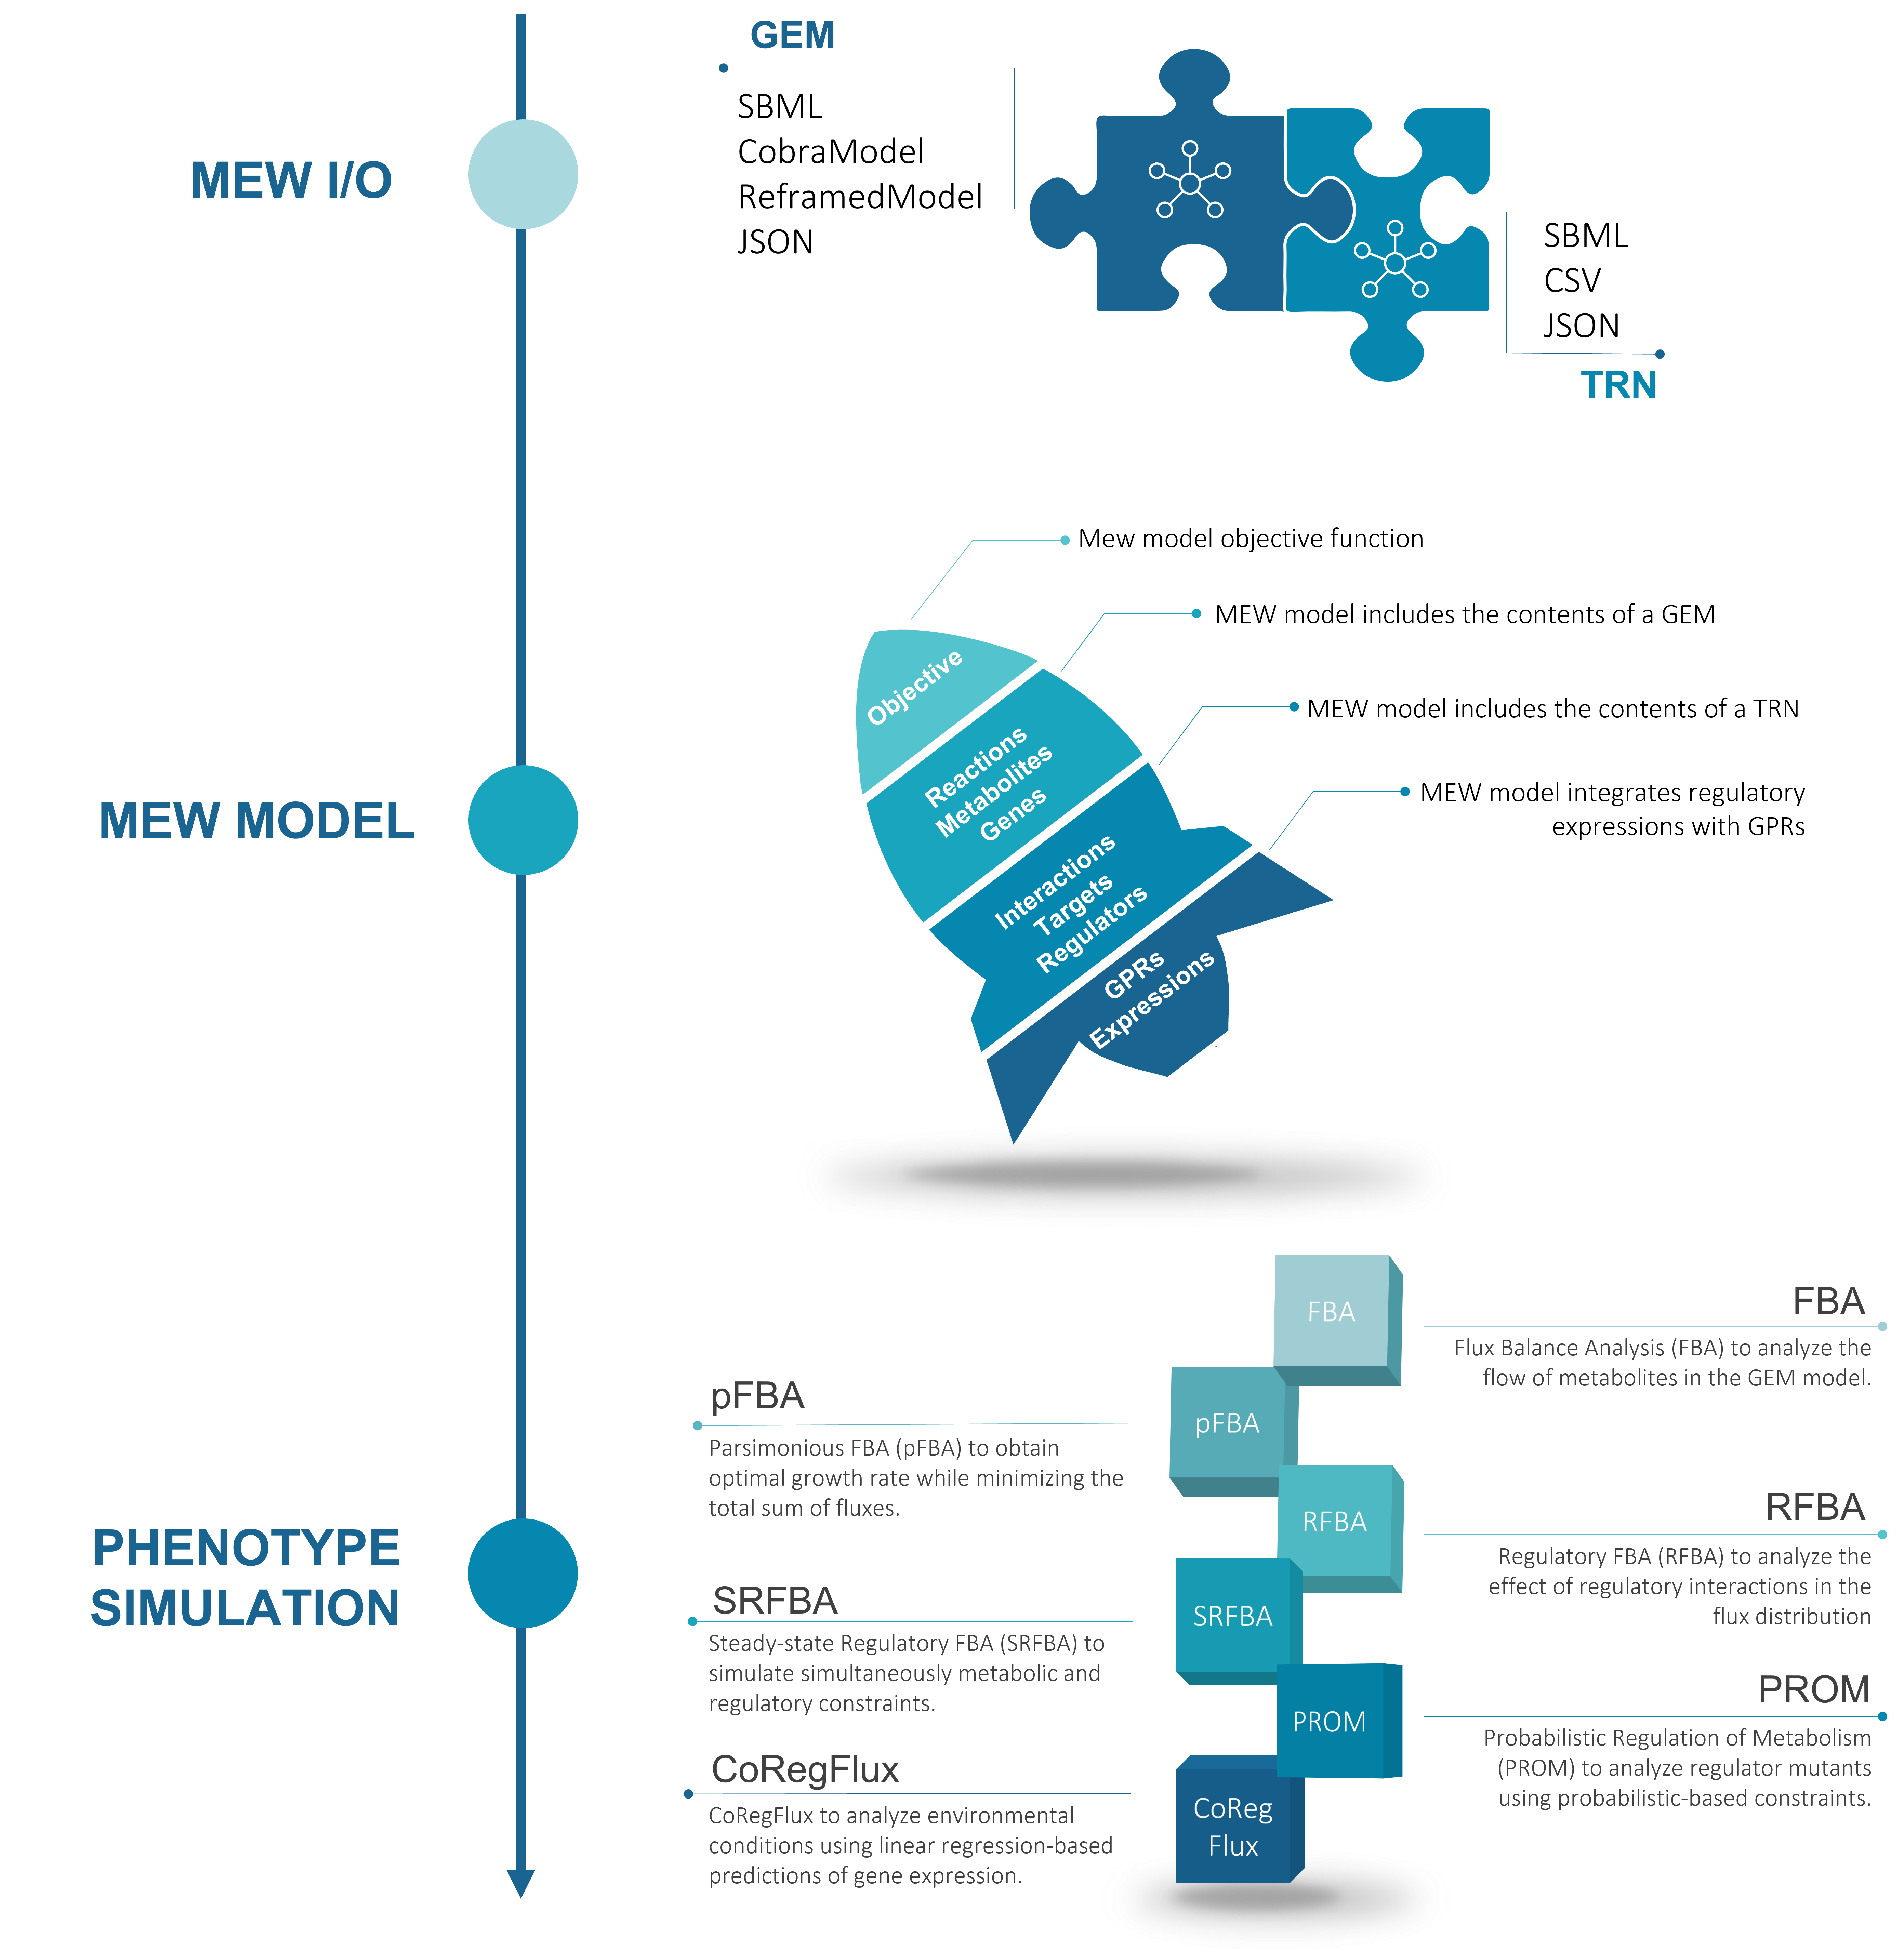 MEW I/O
GEM
SBML
CobraModel
ReframedModel
JSON
SBML
CSV
JSON
TRN
MEW MODEL
Mew model objective function
MEW model includes the contents of a GEM
MEW model includes the contents of a TRN
MEW model integrates regulatory
expressions with GPRs
Objective
Reactions
Metabolites
Genes
Interactions
Targets
Regulators
GPRs
Expressions
PHENOTYPE
SIMULATION
FBA
pFBA
RFBA
SRFBA
PROM
CoReg
Flux
FBA
Flux Balance Analysis (FBA) to analyze the
flow of metabolites in the GEM model.
pFBA
Parsimonious FBA (pFBA) to obtain
optimal growth rate while minimizing the
total sum of fluxes.
RFBA
Regulatory FBA (RFBA) to analyze the
effect of regulatory interactions in the
flux distribution
SRFBA
Steady-state Regulatory FBA (SRFBA) to
simulate simultaneously metabolic and
regulatory constraints.
PROM
Probabilistic Regulation of Metabolism
(PROM) to analyze regulator mutants
using probabilistic-based constraints.
CoRegFlux
CoRegFlux to analyze environmental
conditions using linear regression-based
predictions of gene expression.